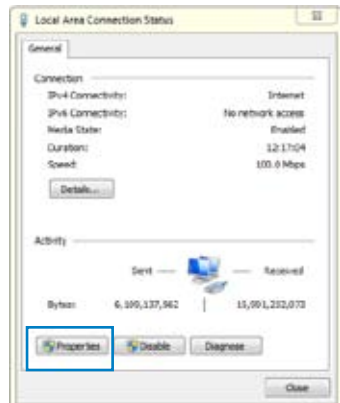 Local Area Connection Status
General
Connection
IPv4 Connectivity: Internet
IPv6 Connectivity: No network access
Media State: Enabled
Duration: 12:17:04
Speed: 100.0 Mbps
Details...
Activity
Sent Received
Bytes: 6,100,137,962 15,991,232,073
Properties Disable Diagnose
Close